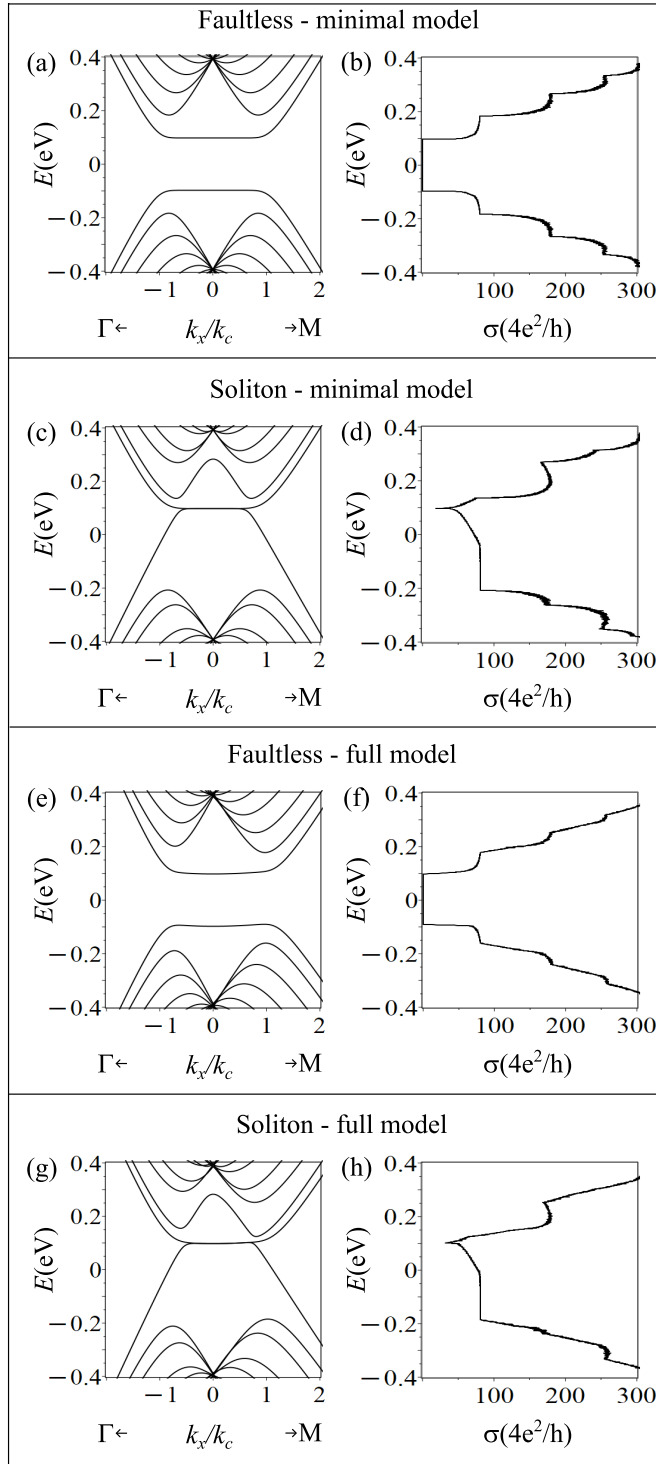 Faultless - minimal model
(a) (b)
E(eV) 0.4 0.2 0 −0.2 −0.4
−1 0 1 2
Γ← kₓ/k_c →M
E(eV) 0.4 0.2 0 −0.2 −0.4
100 200 300
σ(4e²/h)
Soliton - minimal model
(c) (d)
E(eV) 0.4 0.2 0 −0.2 −0.4
−1 0 1 2
Γ← kₓ/k_c →M
E(eV) 0.4 0.2 0 −0.2 −0.4
100 200 300
σ(4e²/h)
Faultless - full model
(e) (f)
E(eV) 0.4 0.2 0 −0.2 −0.4
−1 0 1 2
Γ← kₓ/k_c →M
E(eV) 0.4 0.2 0 −0.2 −0.4
100 200 300
σ(4e²/h)
Soliton - full model
(g) (h)
E(eV) 0.4 0.2 0 −0.2 −0.4
−1 0 1 2
Γ← kₓ/k_c →M
E(eV) 0.4 0.2 0 −0.2 −0.4
100 200 300
σ(4e²/h)